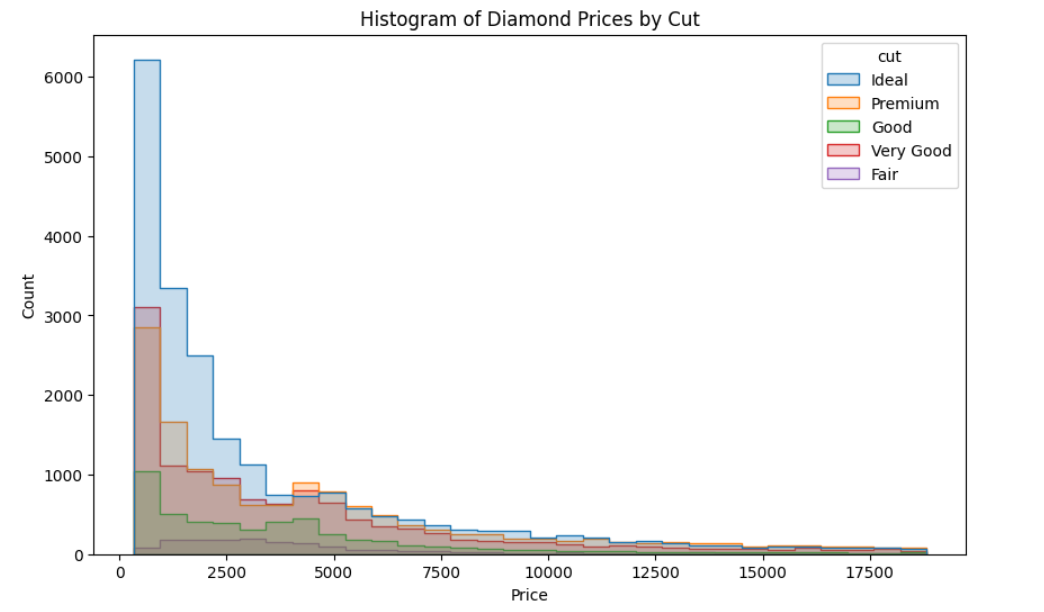 Histogram of Diamond Prices by Cut
cut
Ideal
Premium
Good
Very Good
Fair
Count
6000
5000
4000
3000
2000
1000
0
0 2500 5000 7500 10000 12500 15000 17500
Price